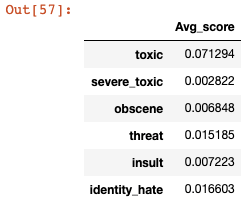 Out[57]:
Avg_score
toxic 0.071294
severe_toxic 0.002822
obscene 0.006848
threat 0.015185
insult 0.007223
identity_hate 0.016603